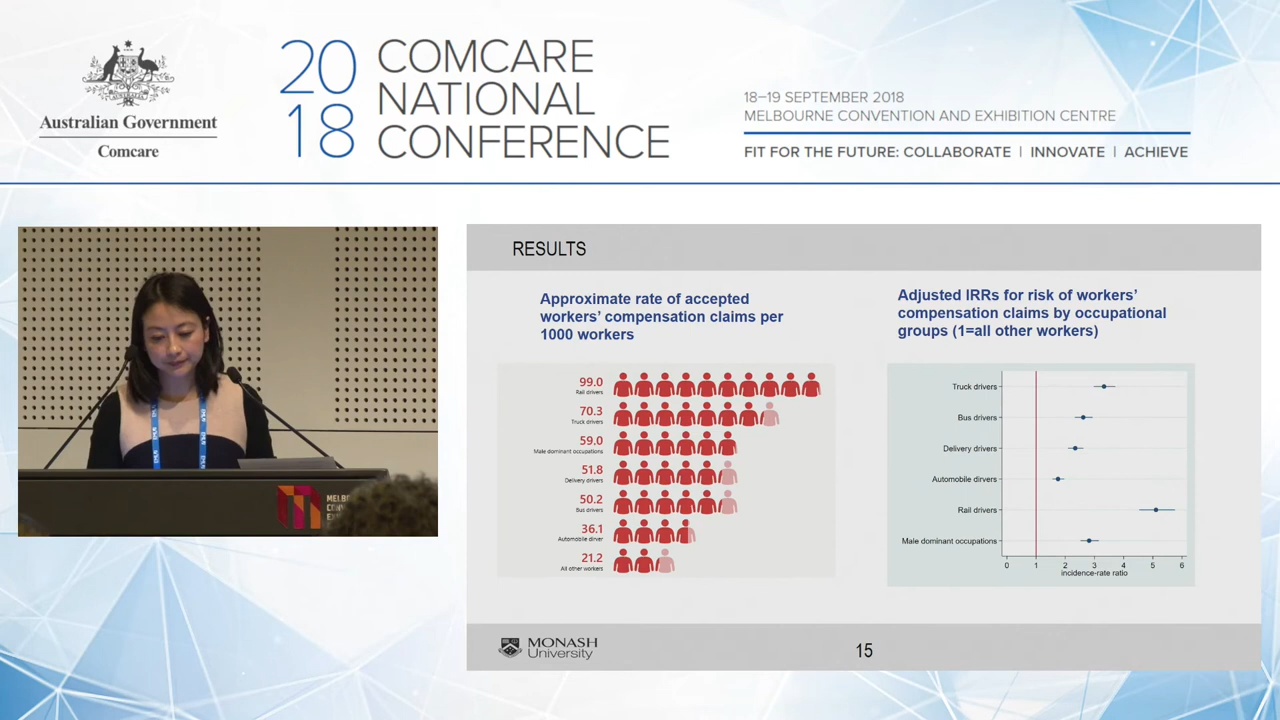 Australian Government
Comcare
20
18
COMCARE
NATIONAL
CONFERENCE
18–19 SEPTEMBER 2018
MELBOURNE CONVENTION AND EXHIBITION CENTRE
FIT FOR THE FUTURE: COLLABORATE | INNOVATE | ACHIEVE
RESULTS
Approximate rate of accepted
workers’ compensation claims per
1000 workers
99.0
Rail drivers
70.3
Truck drivers
59.0
Male dominant occupations
51.8
Delivery drivers
50.2
Bus drivers
36.1
Automobile driver
21.2
All other workers
Adjusted IRRs for risk of workers’
compensation claims by occupational
groups (1=all other workers)
Truck drivers
Bus drivers
Delivery drivers
Automobile drivers
Rail drivers
Male dominant occupations
0 1 2 3 4 5 6
incidence-rate ratio
MONASH
University
15